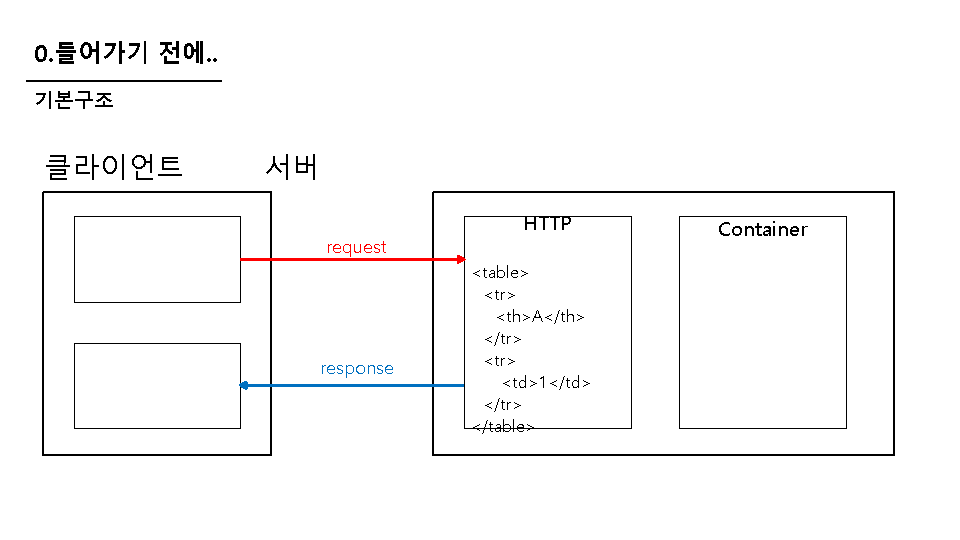 0.들어가기 전에..
기본구조
클라이언트
서버
request
response
HTTP
<table>
<tr>
<th>A</th>
</tr>
<tr>
<td>1</td>
</tr>
</table>
Container